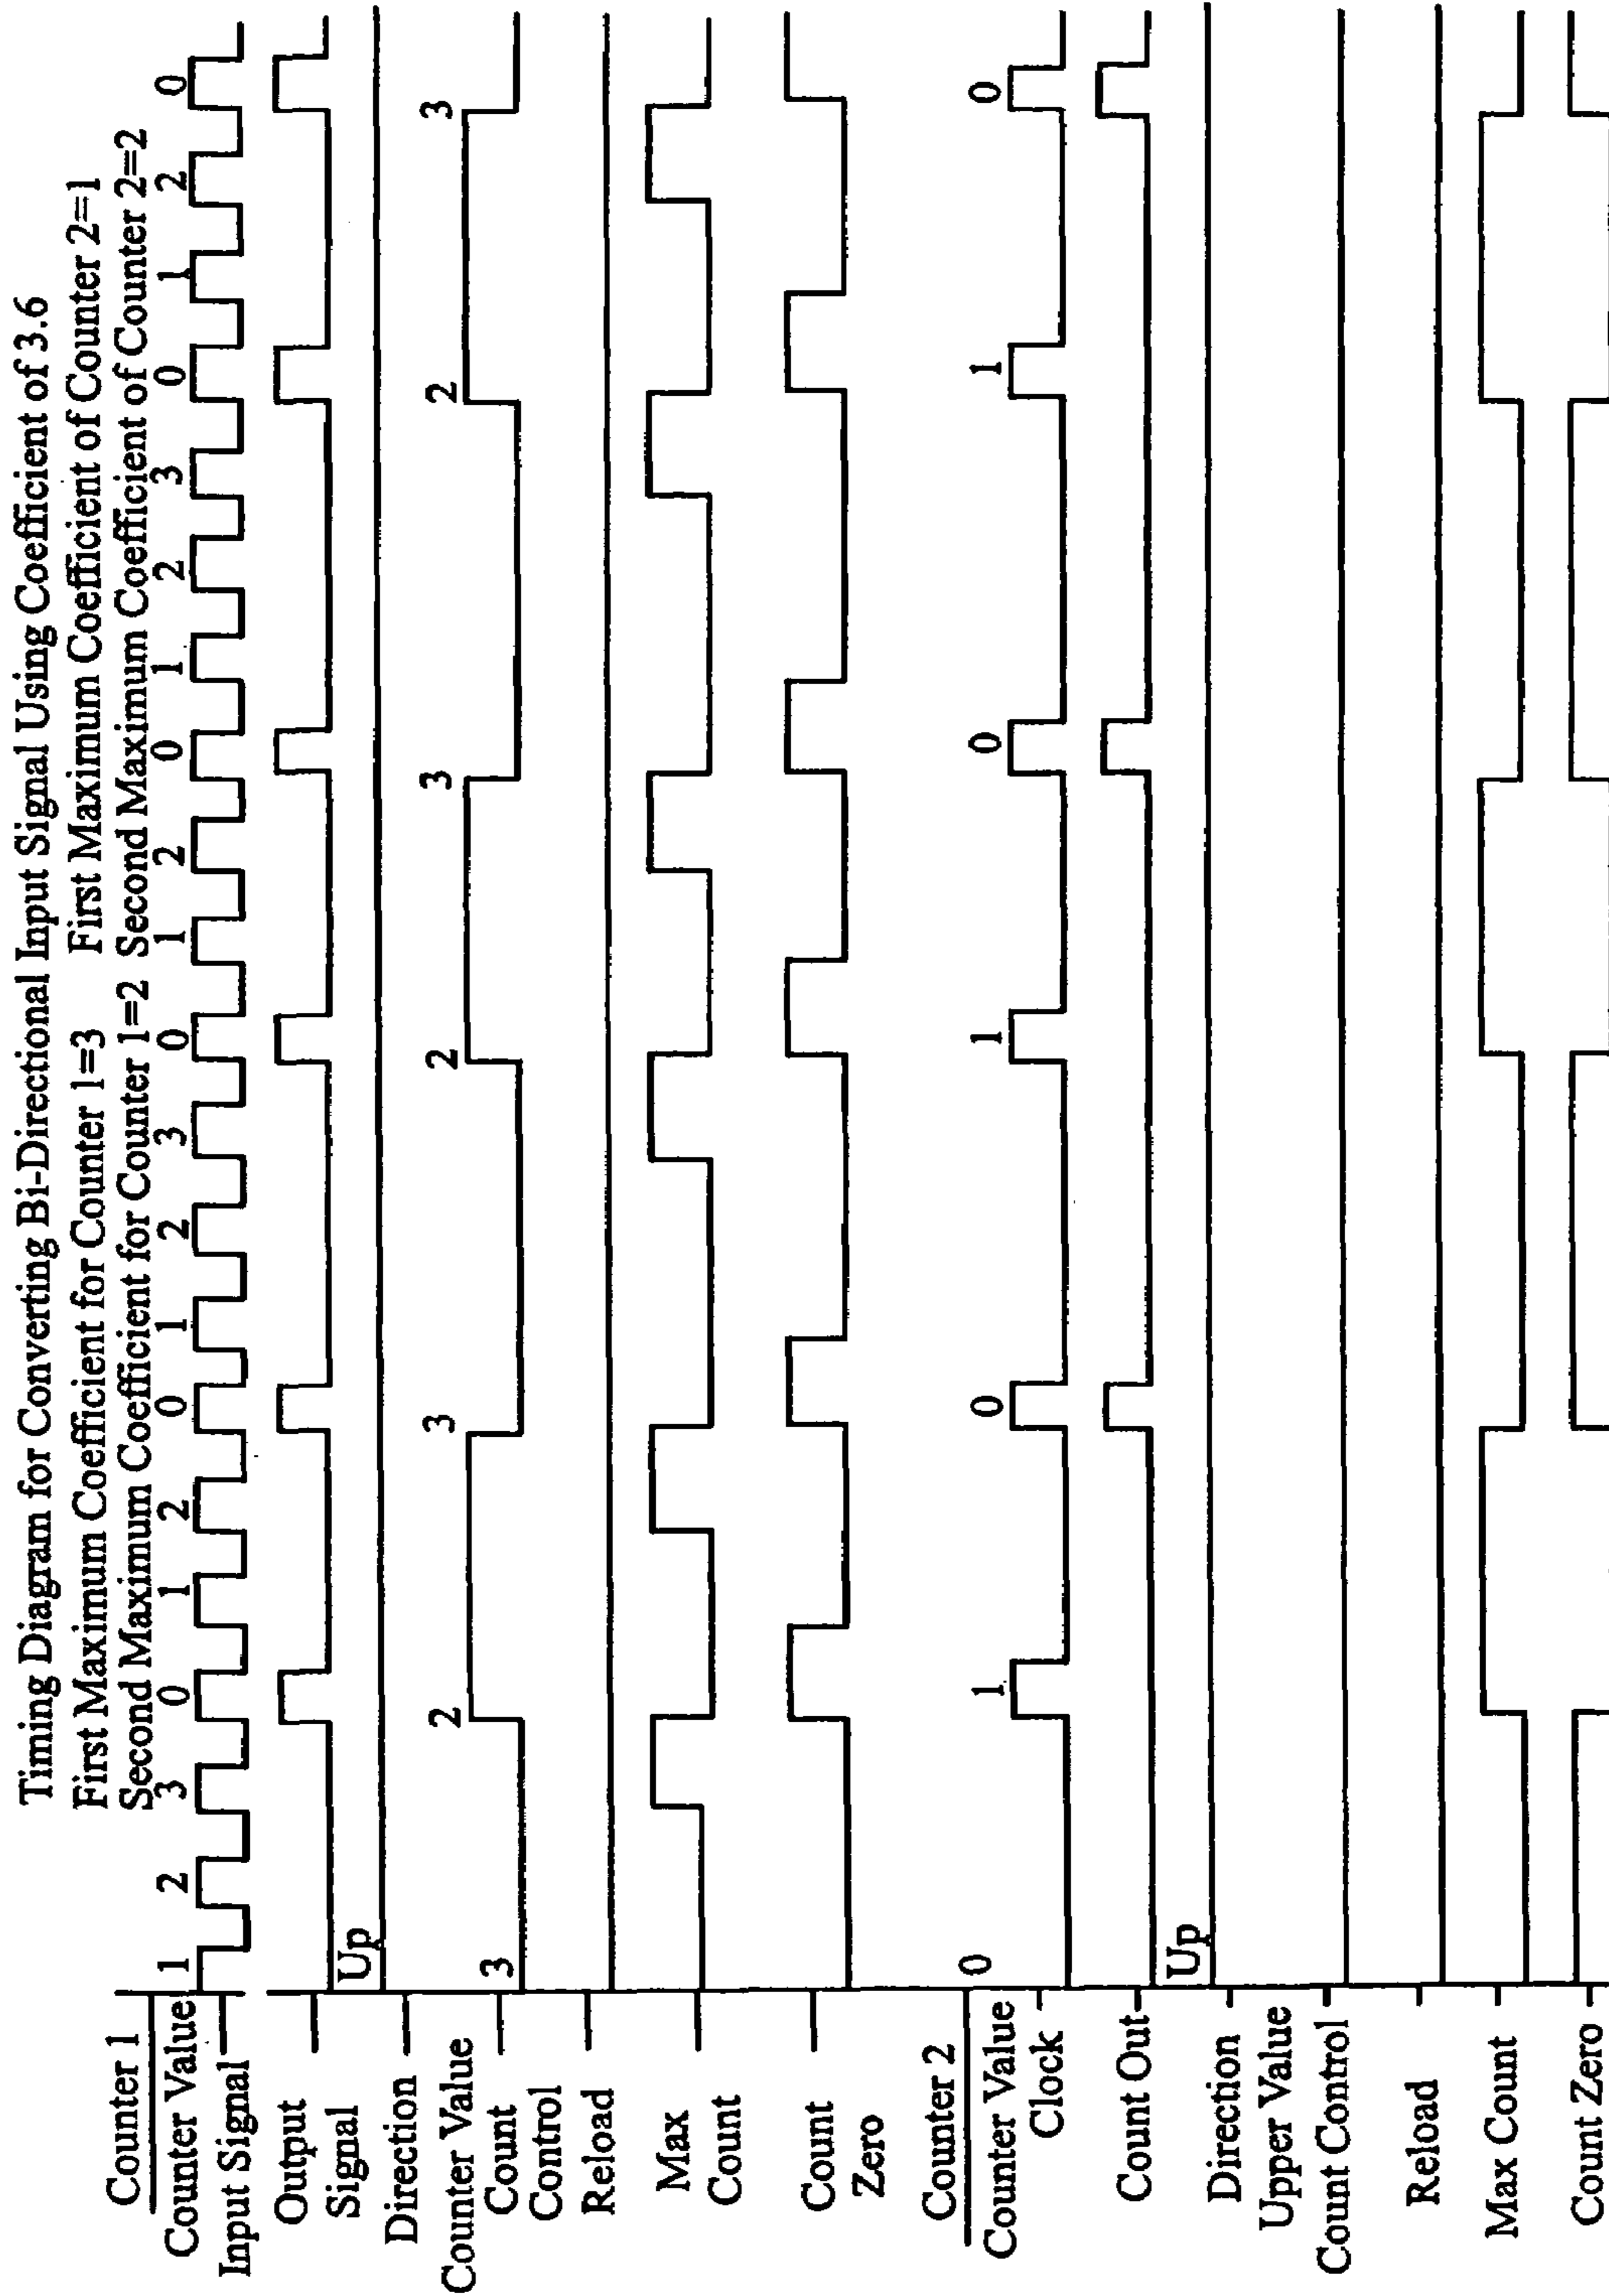 Timing Diagram for Converting Bi-Directional Input Signal Using Coefficient of 3.6
First Maximum Coefficient for Counter 1=3 First Maximum Coefficient of Counter 2=1
Second Maximum Coefficient for Counter 1=2 Second Maximum Coefficient of Counter 2=2
Counter 1
Counter Value 1 2 3 0 1 2 0 1 2 3 0 1 2 0 1 2 3 0 1 2 0
Input Signal
Output
Signal
Direction Up
Counter Value 3 2 3 2 3 2 3
Count
Control
Reload
Max
Count
Count
Zero
Counter 2
Counter Value 0 1 0 1 0 1 0
Clock
Count Out
Direction Up
Upper Value
Count Control
Reload
Max Count
Count Zero